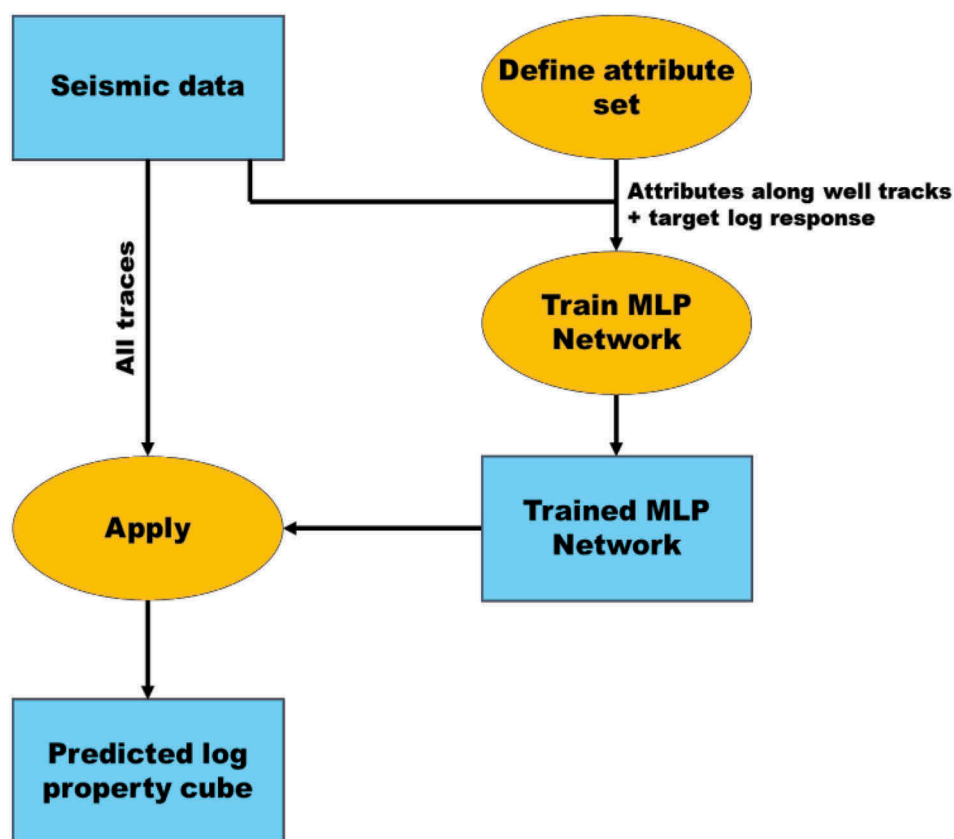 Seismic data
Define attribute
set
Attributes along well tracks
+ target log response
All traces
Train MLP
Network
Apply
Trained MLP
Network
Predicted log
property cube